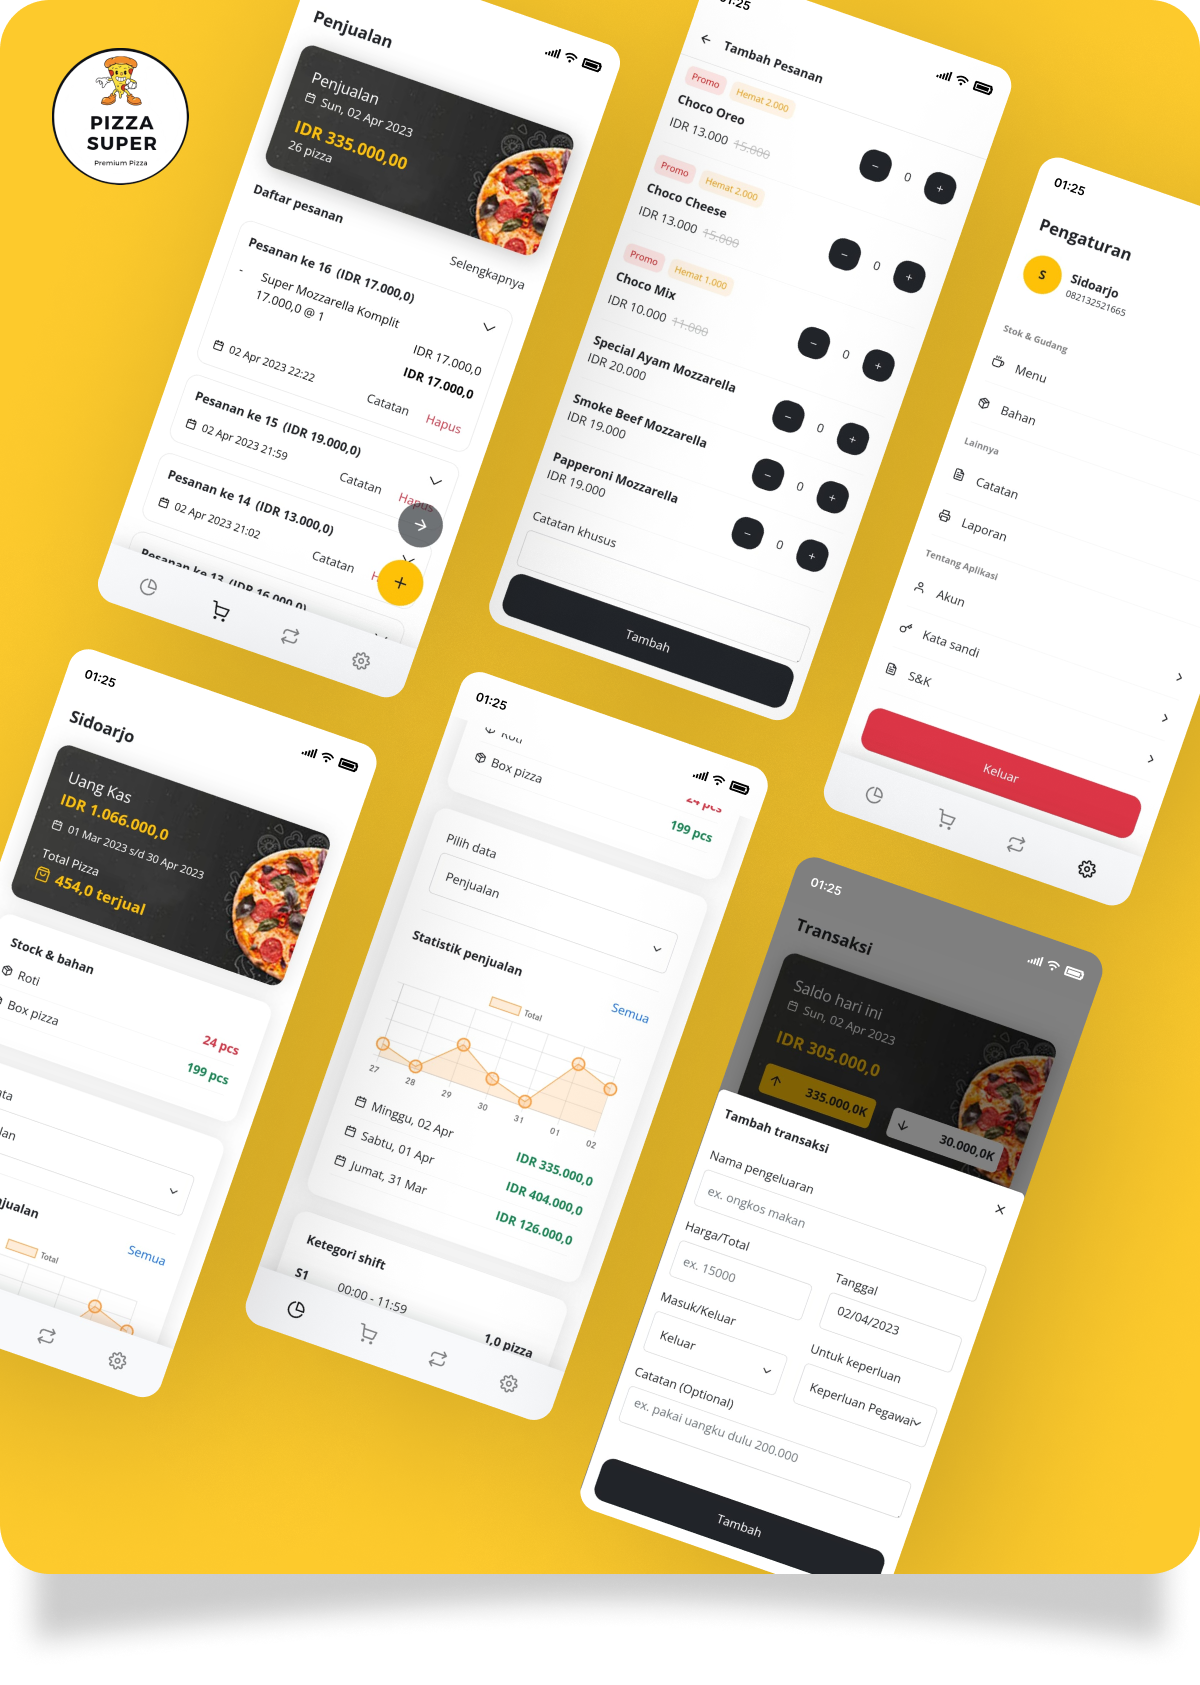 PIZZA
SUPER
Premium Pizza
Penjualan
Penjualan
Sun, 02 Apr 2023
IDR 335.000,00
26 pizza
Daftar pesanan
Selengkapnya
Pesanan ke 16 (IDR 17.000,0)
- Super Mozzarella Komplit
17.000,0 @ 1
IDR 17.000,0
IDR 17.000,0
02 Apr 2023 22:22
Catatan Hapus
Pesanan ke 15 (IDR 19.000,0)
02 Apr 2023 21:59
Catatan Hapus
Pesanan ke 14 (IDR 13.000,0)
02 Apr 2023 21:02
Catatan
Pesanan ke 13 (IDR 16.000,0)
01:25
Tambah Pesanan
Promo Hemat 2.000
Choco Oreo
IDR 13.000 15.000
− 0 +
Promo Hemat 2.000
Choco Cheese
IDR 13.000 15.000
− 0 +
Promo Hemat 1.000
Choco Mix
IDR 10.000 11.000
− 0 +
Special Ayam Mozzarella
IDR 20.000
− 0 +
Smoke Beef Mozzarella
IDR 19.000
− 0 +
Papperoni Mozzarella
IDR 19.000
− 0 +
Catatan khusus
Tambah
01:25
Pengaturan
S
Sidoarjo
082132521665
Stok & Gudang
Menu
Bahan
Lainnya
Catatan
Laporan
Tentang Aplikasi
Akun
Kata sandi
S&K
Keluar
01:25
Sidoarjo
Uang Kas
IDR 1.066.000,0
01 Mar 2023 s/d 30 Apr 2023
Total Pizza
454,0 terjual
Stock & bahan
Roti
24 pcs
Box pizza
199 pcs
Semua
Total
01:25
Roti
24 pcs
Box pizza
199 pcs
Pilih data
Penjualan
Statistik penjualan
Semua
Total
27 28 29 30 31 01 02
Minggu, 02 Apr
IDR 335.000,0
Sabtu, 01 Apr
IDR 404.000,0
Jumat, 31 Mar
IDR 126.000,0
Ketegori shift
S1 00:00 - 11:59
1,0 pizza
01:25
Transaksi
Saldo hari ini
Sun, 02 Apr 2023
IDR 305.000,0
335.000,0K
30.000,0K
Tambah transaksi
Nama pengeluaran
ex. ongkos makan
Harga/Total
ex. 15000
Tanggal
02/04/2023
Masuk/Keluar
Keluar
Untuk keperluan
Keperluan Pegawai
Catatan (Optional)
ex. pakai uangku dulu 200.000
Tambah